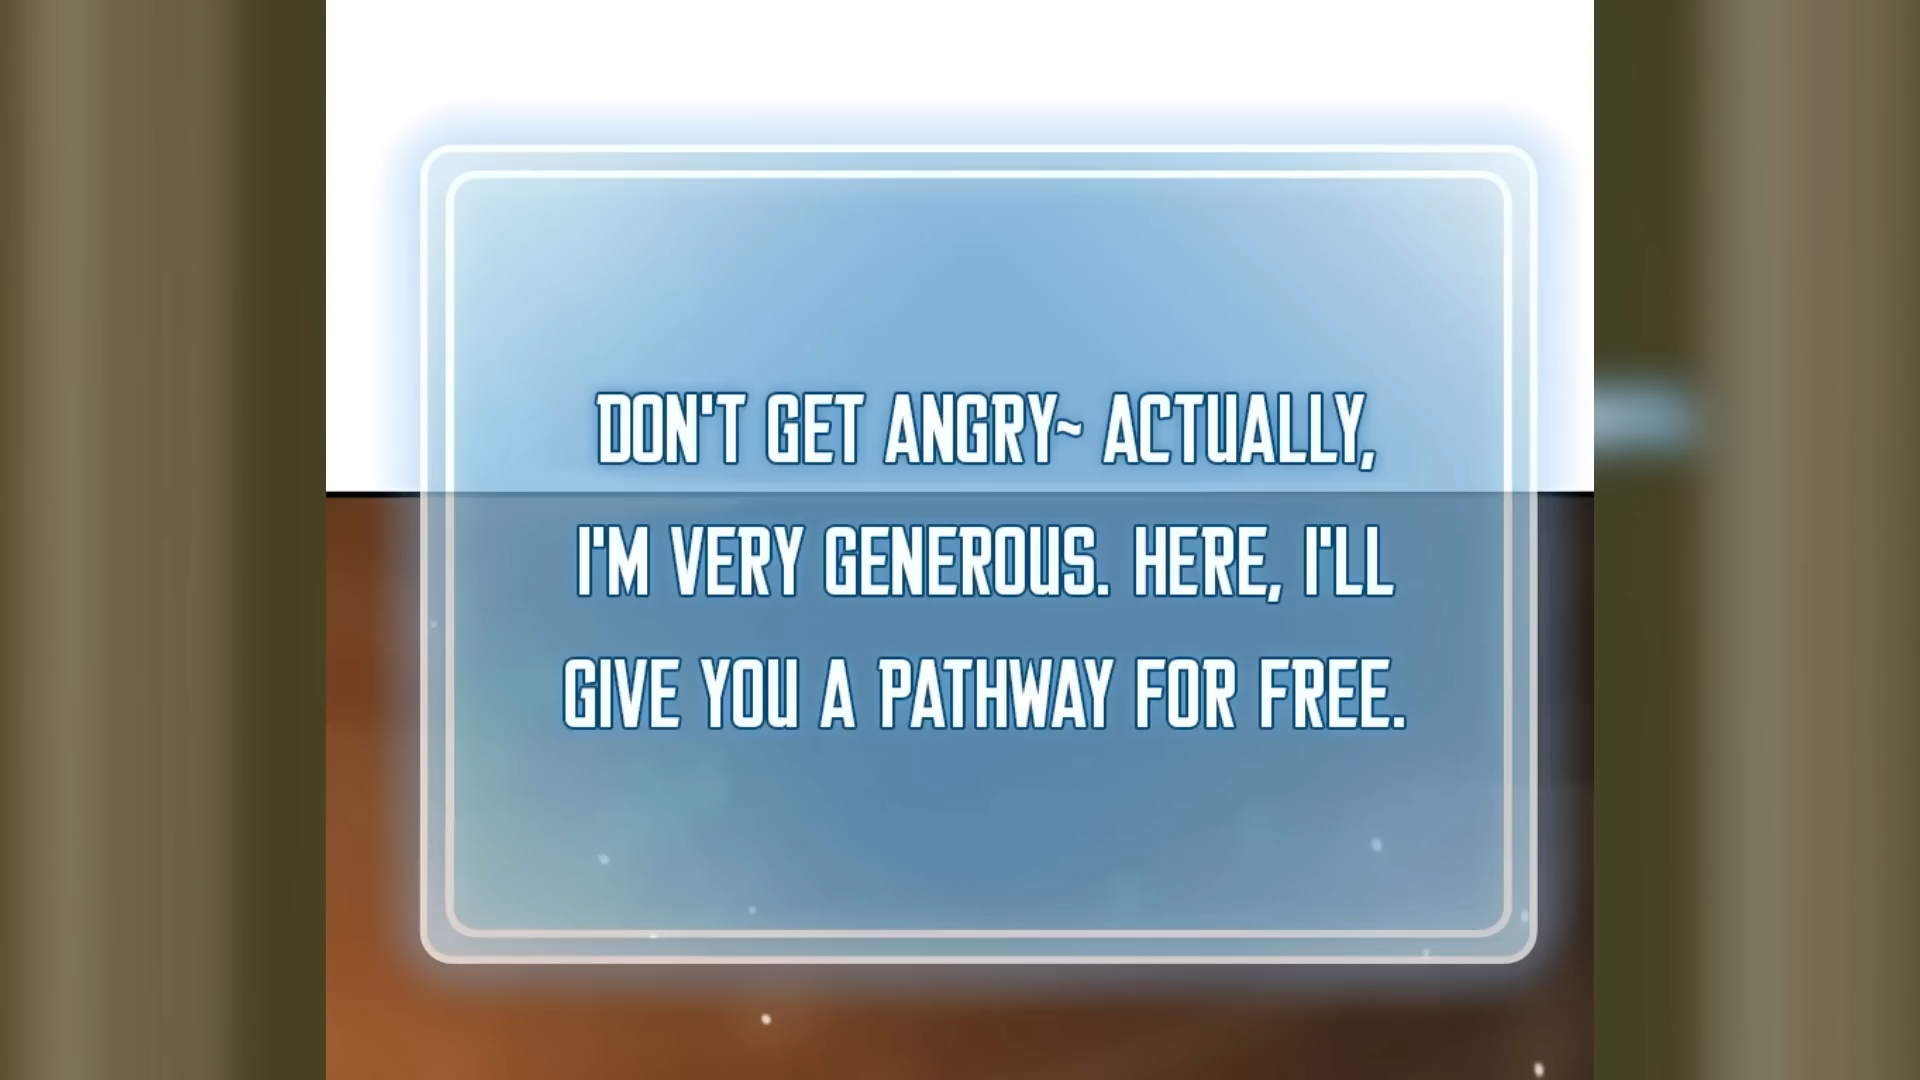 DON'T GET ANGRY~ ACTUALLY,
I'M VERY GENEROUS. HERE, I'LL
GIVE YOU A PATHWAY FOR FREE.